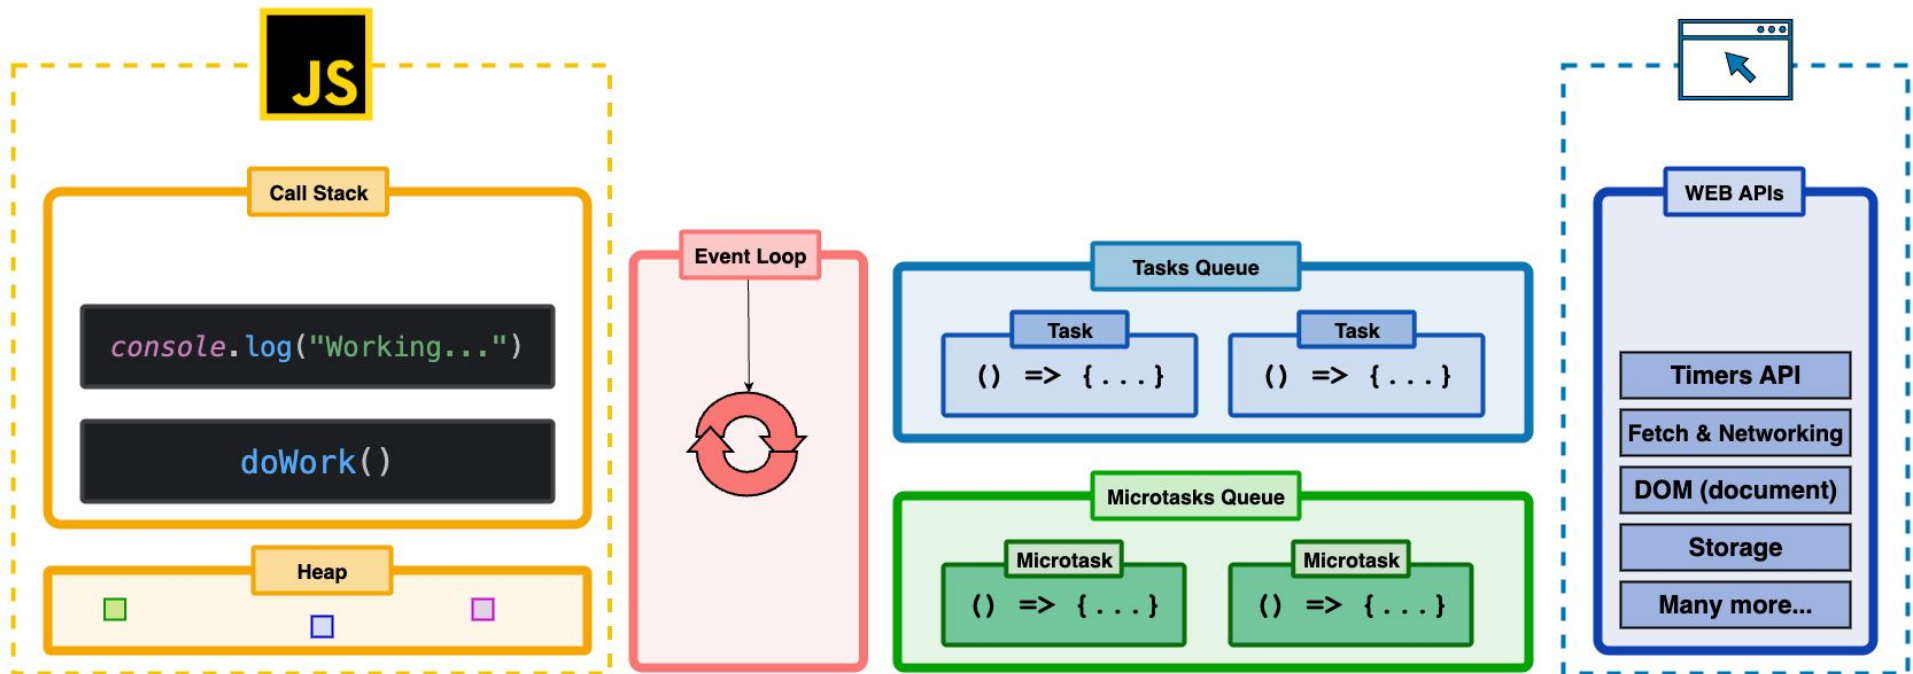 JS
Call Stack
console.log("Working...")
doWork()
Heap
Event Loop
Tasks Queue
Task
() => {...}
Task
() => {...}
Microtasks Queue
Microtask
() => {...}
Microtask
() => {...}
WEB APIs
Timers API
Fetch & Networking
DOM (document)
Storage
Many more...